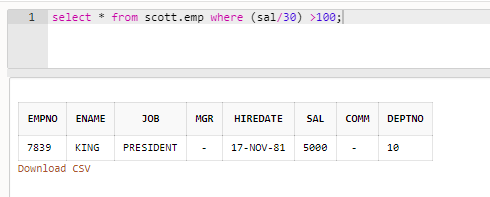 1 select * from scott.emp where (sal/30) >100;
EMPNO ENAME JOB MGR HIREDATE SAL COMM DEPTNO
7839 KING PRESIDENT - 17-NOV-81 5000 - 10
Download CSV